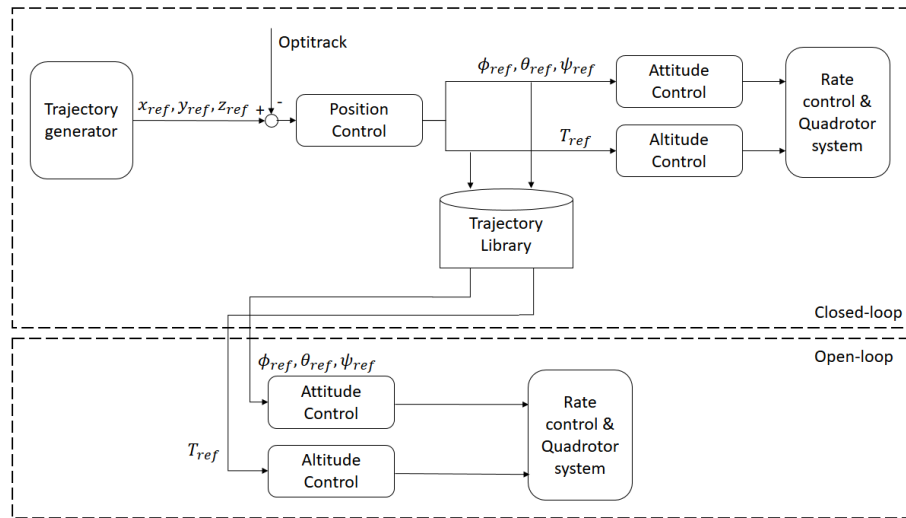 Optitrack
Trajectory
generator
x_ref, y_ref, z_ref
+
-
Position
Control
ϕ_ref, θ_ref, ψ_ref
Attitude
Control
T_ref
Altitude
Control
Rate
control &
Quadrotor
system
Trajectory
Library
Closed-loop
Open-loop
ϕ_ref, θ_ref, ψ_ref
Attitude
Control
T_ref
Altitude
Control
Rate
control &
Quadrotor
system